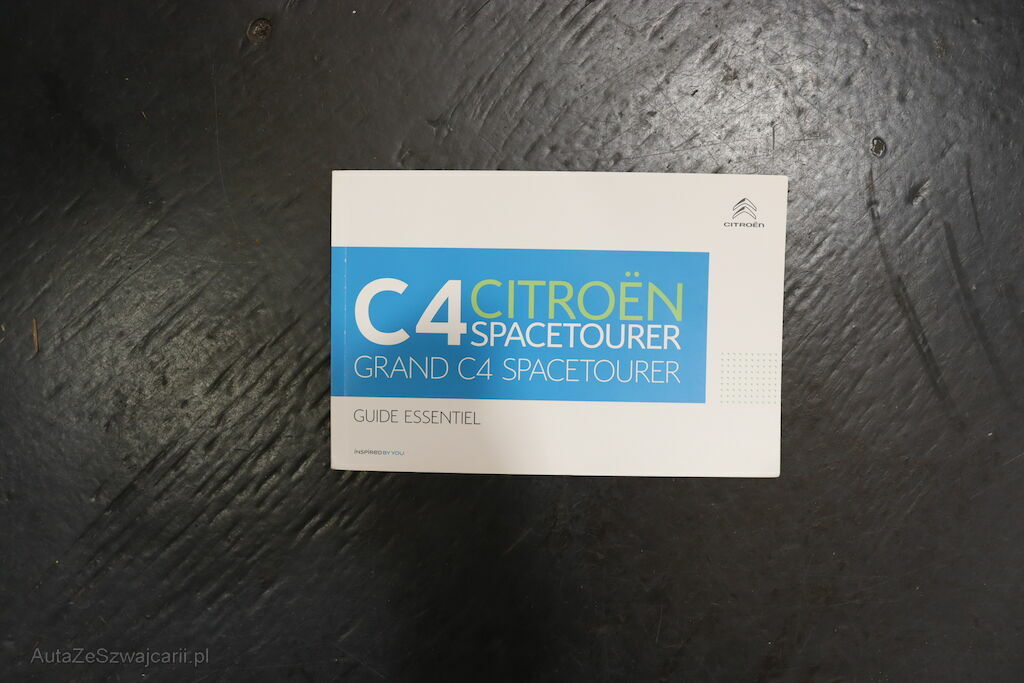 CITROËN
C4 CITROËN
SPACETOURER
GRAND C4 SPACETOURER
GUIDE ESSENTIEL
INSPIRED BY YOU
AutaZeSzwajcarii.pl